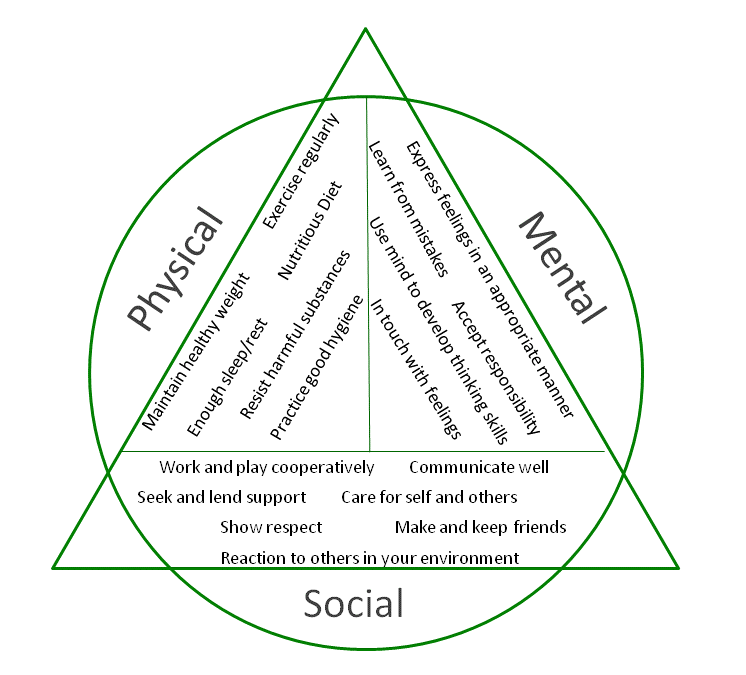 Physical
Exercise regularly
Nutritious Diet
Maintain healthy weight
Enough sleep/rest
Resist harmful substances
Practice good hygiene
Mental
Express feelings in an appropriate manner
Learn from mistakes
Use mind to develop thinking skills
Accept responsibility
In touch with feelings
Work and play cooperatively Communicate well
Seek and lend support Care for self and others
Show respect Make and keep friends
Reaction to others in your environment
Social